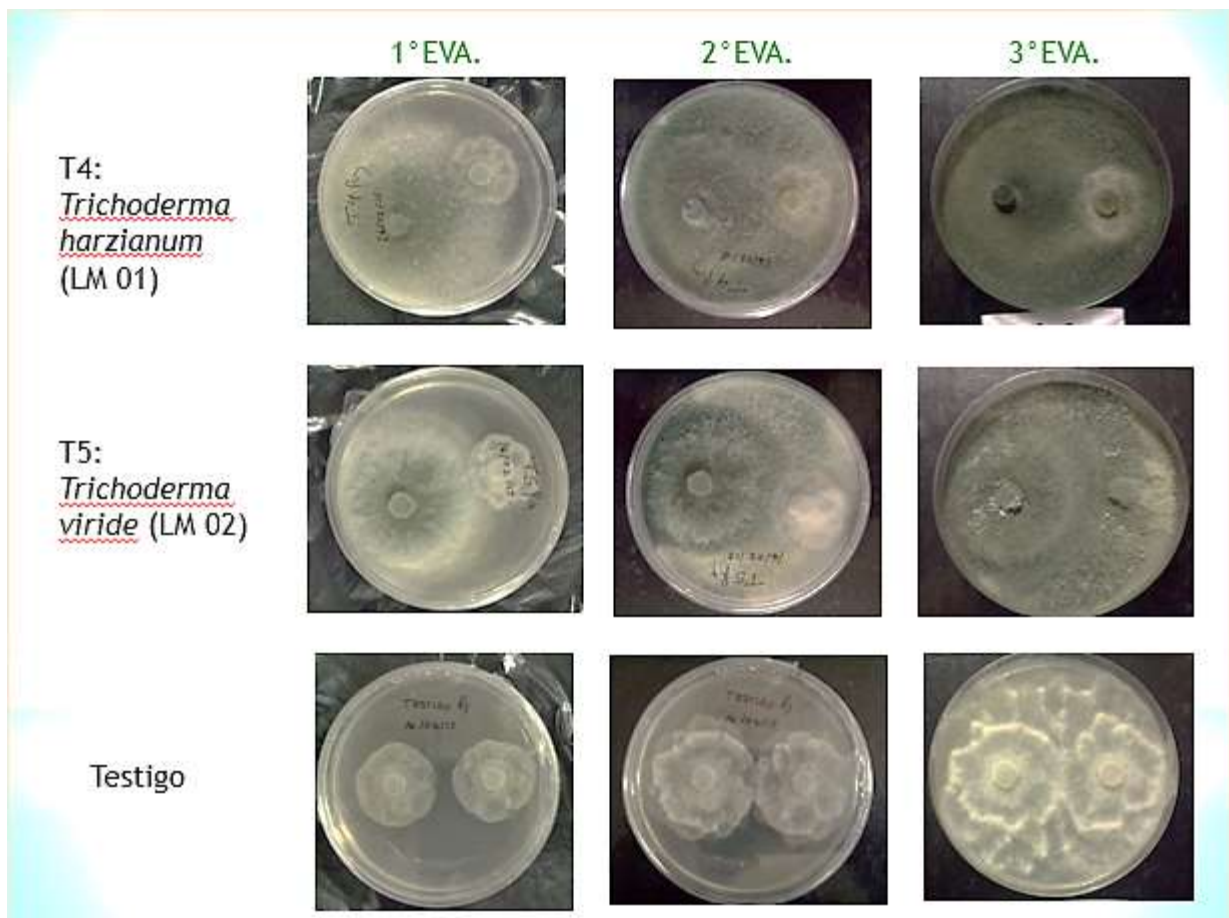 1°EVA. 2°EVA. 3°EVA.
T4:
Trichoderma
harzianum
(LM 01)
T5:
Trichoderma
viride (LM 02)
Testigo